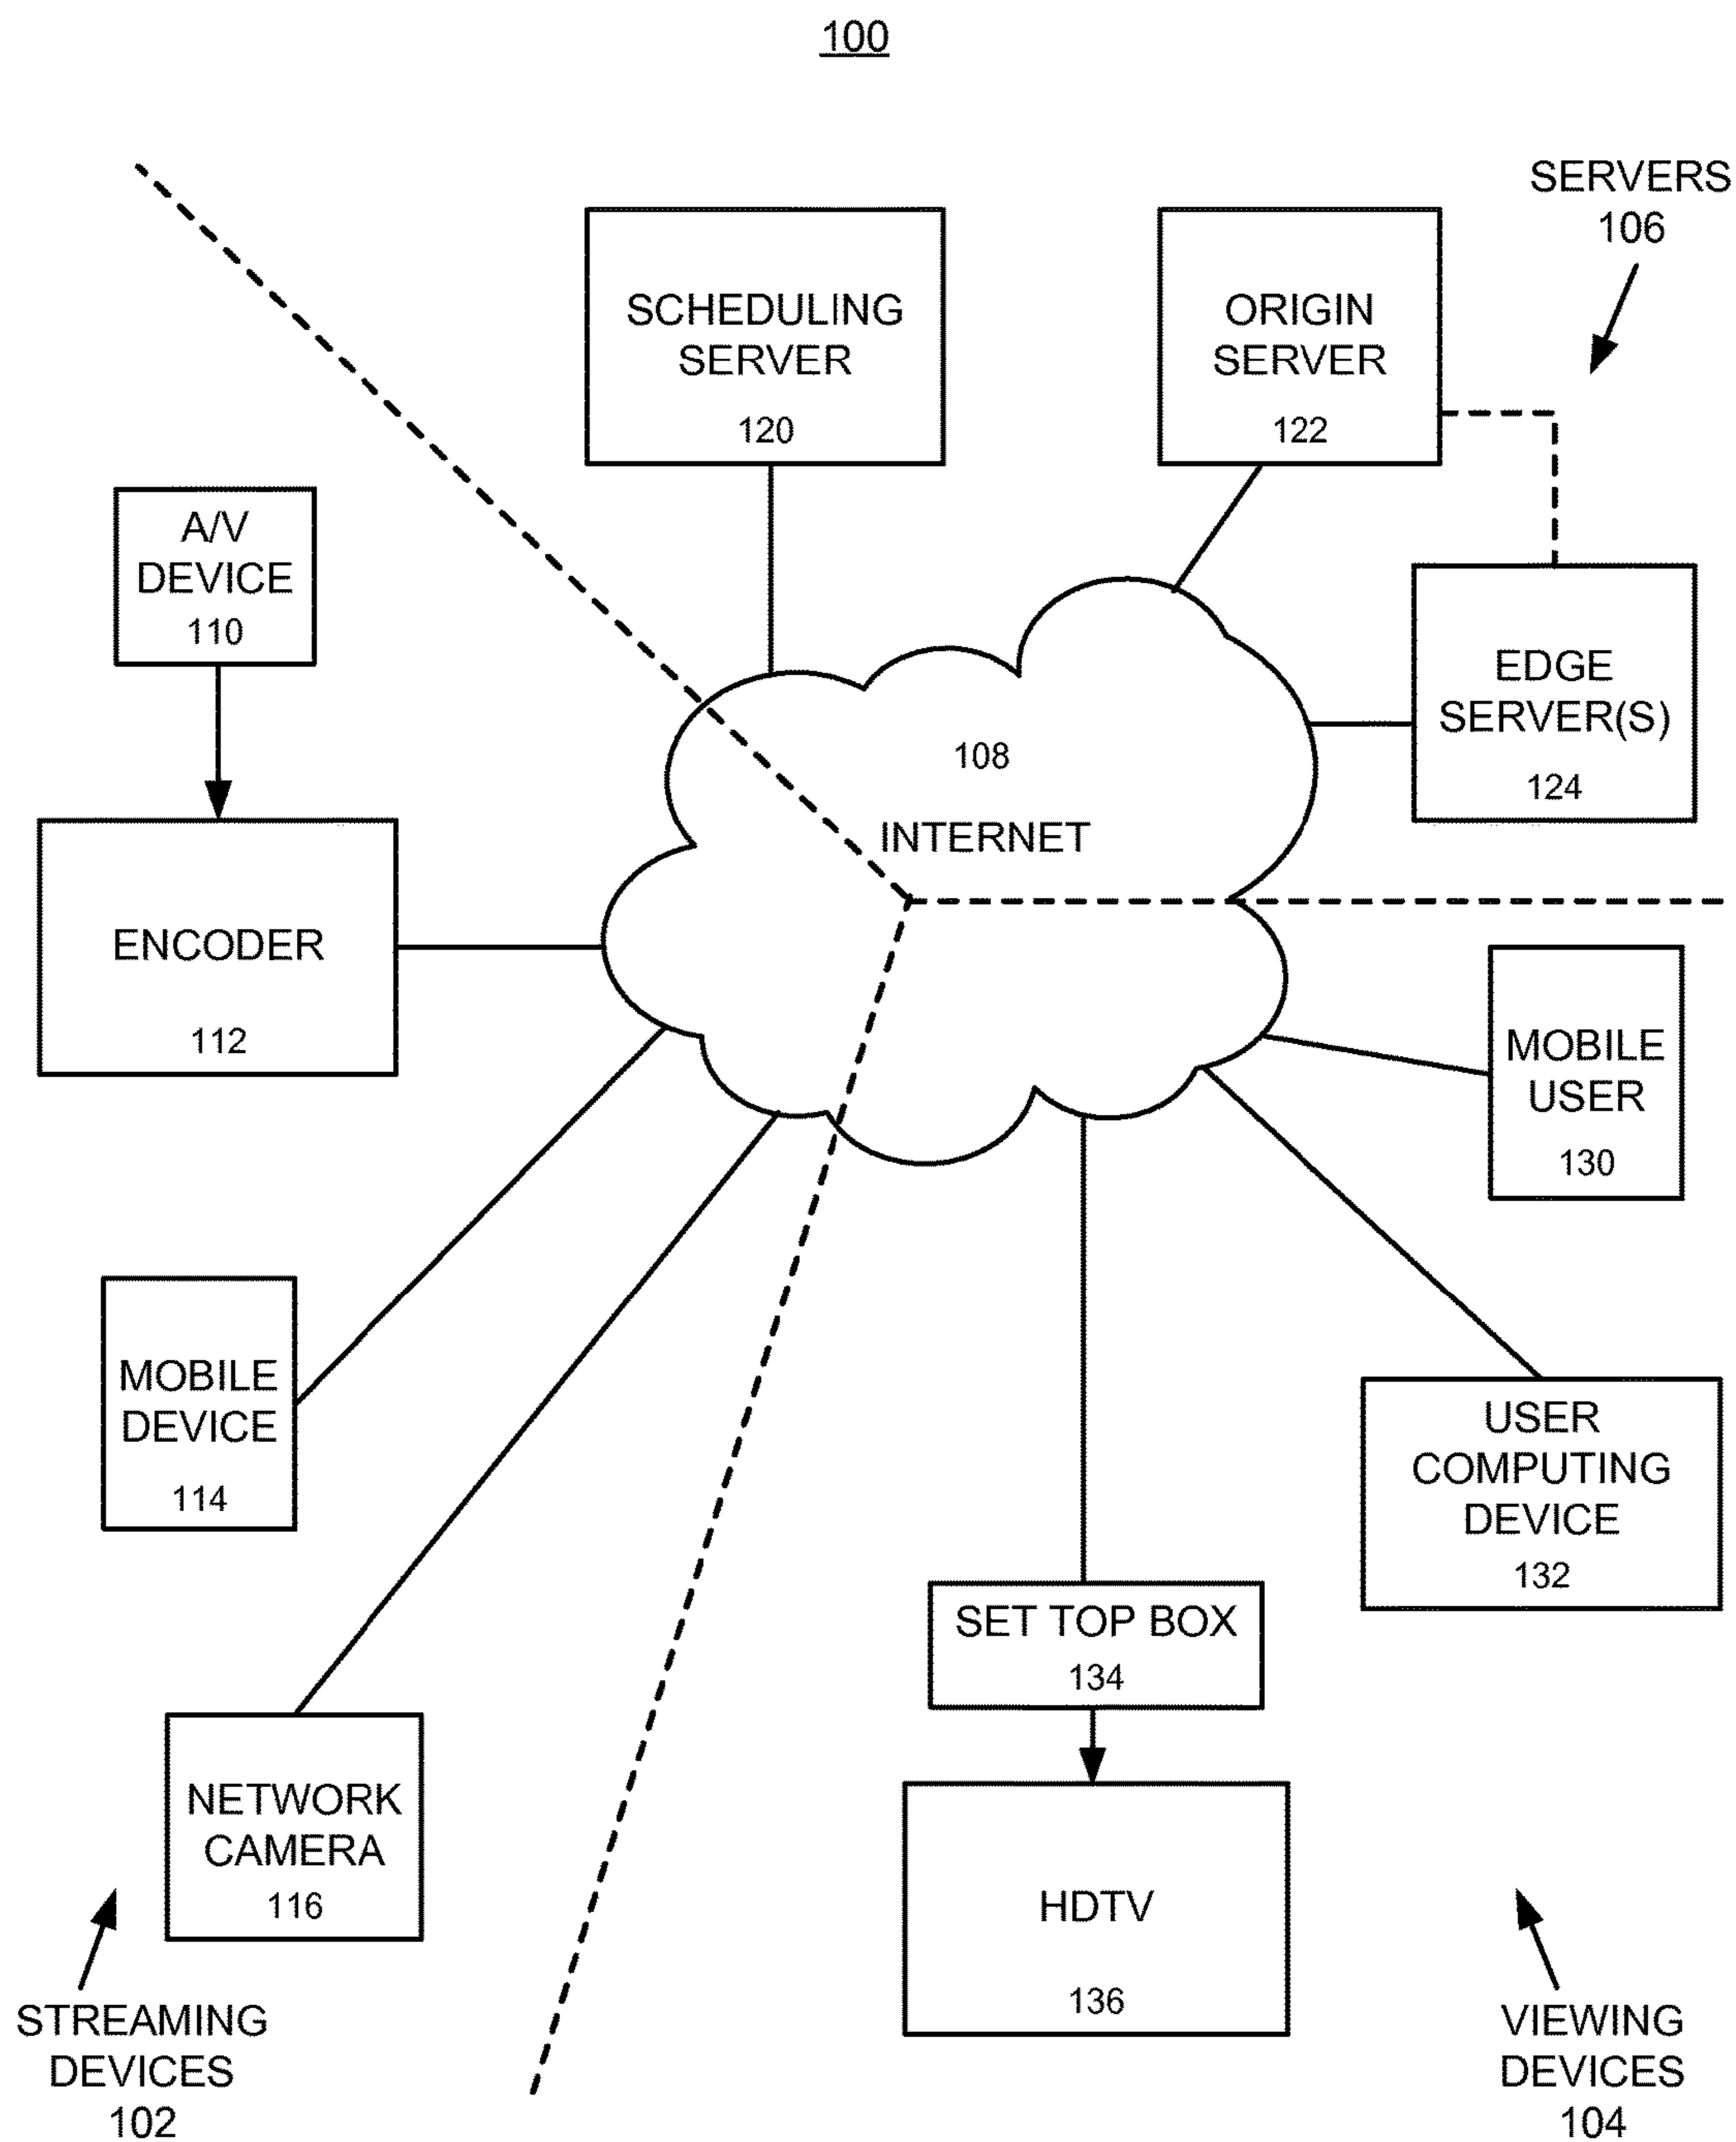 100
SERVERS
106
SCHEDULING
SERVER
120
ORIGIN
SERVER
122
A/V
DEVICE
110
EDGE
SERVER(S)
124
108
INTERNET
ENCODER
112
MOBILE
USER
130
MOBILE
DEVICE
114
USER
COMPUTING
DEVICE
132
SET TOP BOX
134
NETWORK
CAMERA
116
HDTV
136
STREAMING
DEVICES
102
VIEWING
DEVICES
104